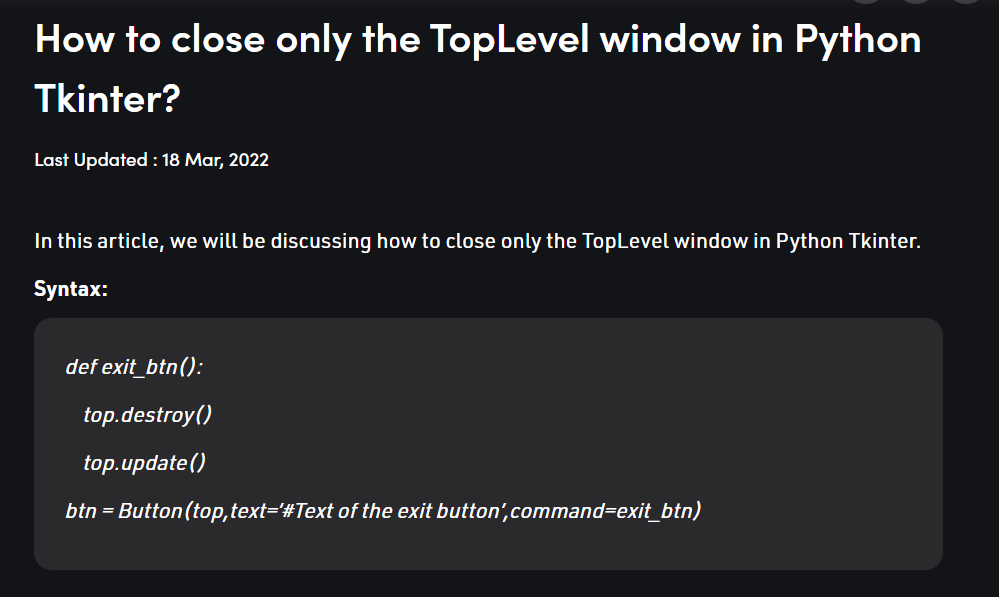 How to close only the TopLevel window in Python
Tkinter?
Last Updated : 18 Mar, 2022
In this article, we will be discussing how to close only the TopLevel window in Python Tkinter.
Syntax:
def exit_btn():
top.destroy()
top.update()
btn = Button(top,text=’#Text of the exit button’,command=exit_btn)